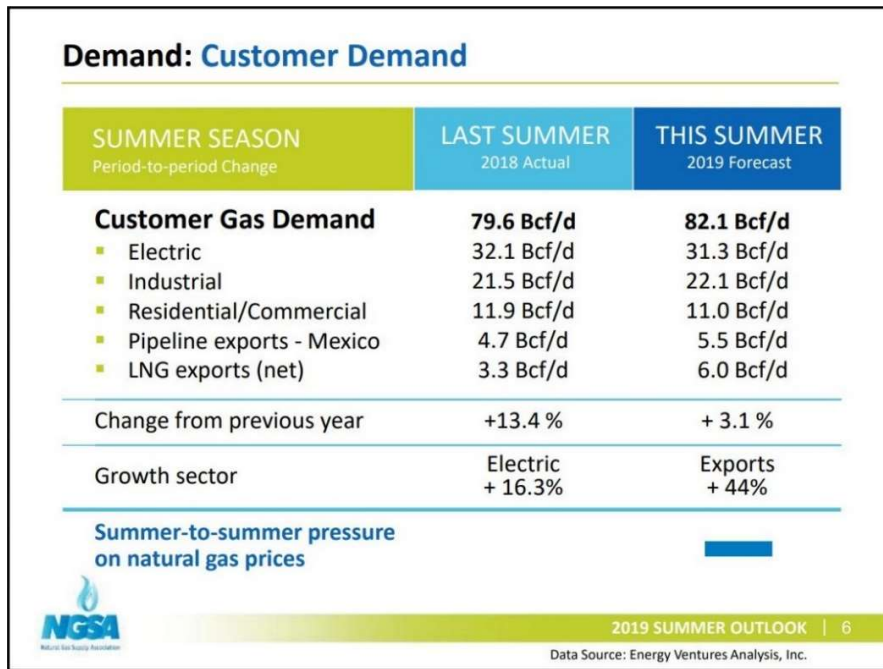 Demand: Customer Demand
SUMMER SEASON
Period-to-period Change
LAST SUMMER
2018 Actual
THIS SUMMER
2019 Forecast
Customer Gas Demand 79.6 Bcf/d 82.1 Bcf/d
▪ Electric 32.1 Bcf/d 31.3 Bcf/d
▪ Industrial 21.5 Bcf/d 22.1 Bcf/d
▪ Residential/Commercial 11.9 Bcf/d 11.0 Bcf/d
▪ Pipeline exports - Mexico 4.7 Bcf/d 5.5 Bcf/d
▪ LNG exports (net) 3.3 Bcf/d 6.0 Bcf/d
Change from previous year +13.4 % + 3.1 %
Growth sector
Electric
+ 16.3%
Exports
+ 44%
Summer-to-summer pressure
on natural gas prices
NGSA
Natural Gas Supply Association
2019 SUMMER OUTLOOK | 6
Data Source: Energy Ventures Analysis, Inc.